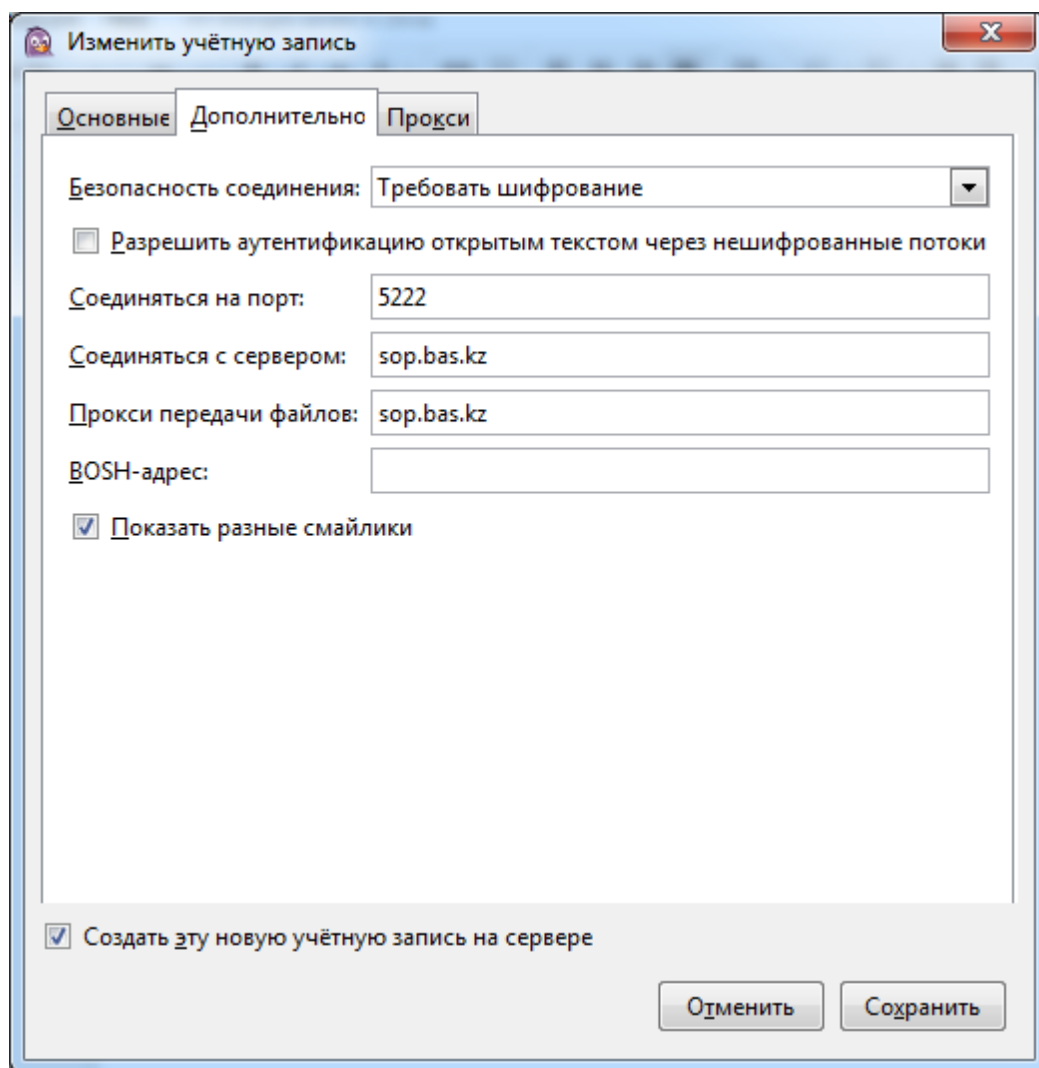 Изменить учётную запись
Основные Дополнительно Прокси
Безопасность соединения: Требовать шифрование
Разрешить аутентификацию открытым текстом через нешифрованные потоки
Соединяться на порт: 5222
Соединяться с сервером: sop.bas.kz
Прокси передачи файлов: sop.bas.kz
BOSH-адрес:
Показать разные смайлики
Создать эту новую учётную запись на сервере
Отменить Сохранить